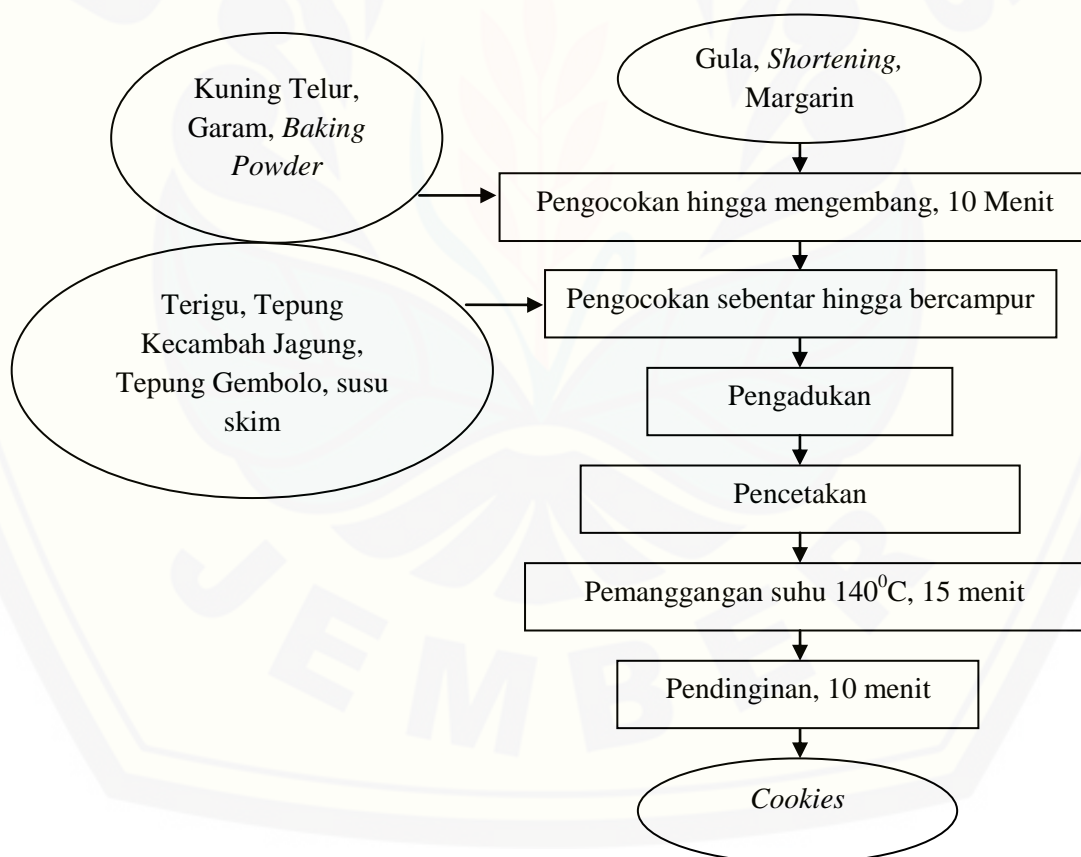 Gula, Shortening,
Margarin
Kuning Telur,
Garam, Baking
Powder
Pengocokan hingga mengembang, 10 Menit
Terigu, Tepung
Kecambah Jagung,
Tepung Gembolo, susu
skim
Pengocokan sebentar hingga bercampur
Pengadukan
Pencetakan
Pemanggangan suhu 140⁰C, 15 menit
Pendinginan, 10 menit
Cookies
JEMBER